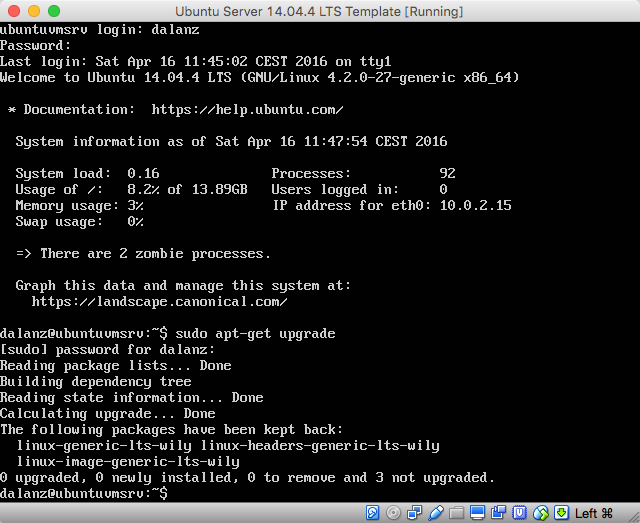 Ubuntu Server 14.04.4 LTS Template [Running]
ubuntuvmsrv login: dalanz
Password:
Last login: Sat Apr 16 11:45:02 CEST 2016 on tty1
Welcome to Ubuntu 14.04.4 LTS (GNU/Linux 4.2.0-27-generic x86_64)
* Documentation:  https://help.ubuntu.com/
System information as of Sat Apr 16 11:47:54 CEST 2016
System load:  0.16 Processes: 92
Usage of /:   8.2% of 13.89GB Users logged in: 0
Memory usage: 3% IP address for eth0: 10.0.2.15
Swap usage:   0%
=> There are 2 zombie processes.
Graph this data and manage this system at:
https://landscape.canonical.com/
dalanz@ubuntuvmsrv:~$ sudo apt-get upgrade
[sudo] password for dalanz:
Reading package lists... Done
Building dependency tree
Reading state information... Done
Calculating upgrade... Done
The following packages have been kept back:
linux-generic-lts-wily linux-headers-generic-lts-wily
linux-image-generic-lts-wily
0 upgraded, 0 newly installed, 0 to remove and 3 not upgraded.
dalanz@ubuntuvmsrv:~$
Left ⌘